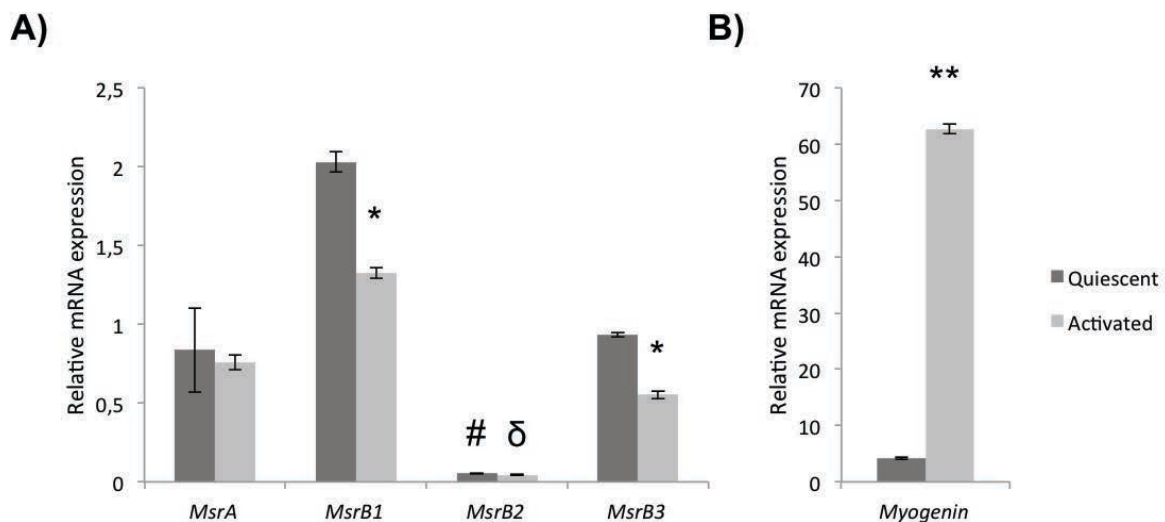 A)
Relative mRNA expression
2,5
2
1,5
1
0,5
0
*
# δ
*
MsrA MsrB1 MsrB2 MsrB3
B)
Relative mRNA expression
70
60
50
40
30
20
10
0
**
Myogenin
Quiescent
Activated